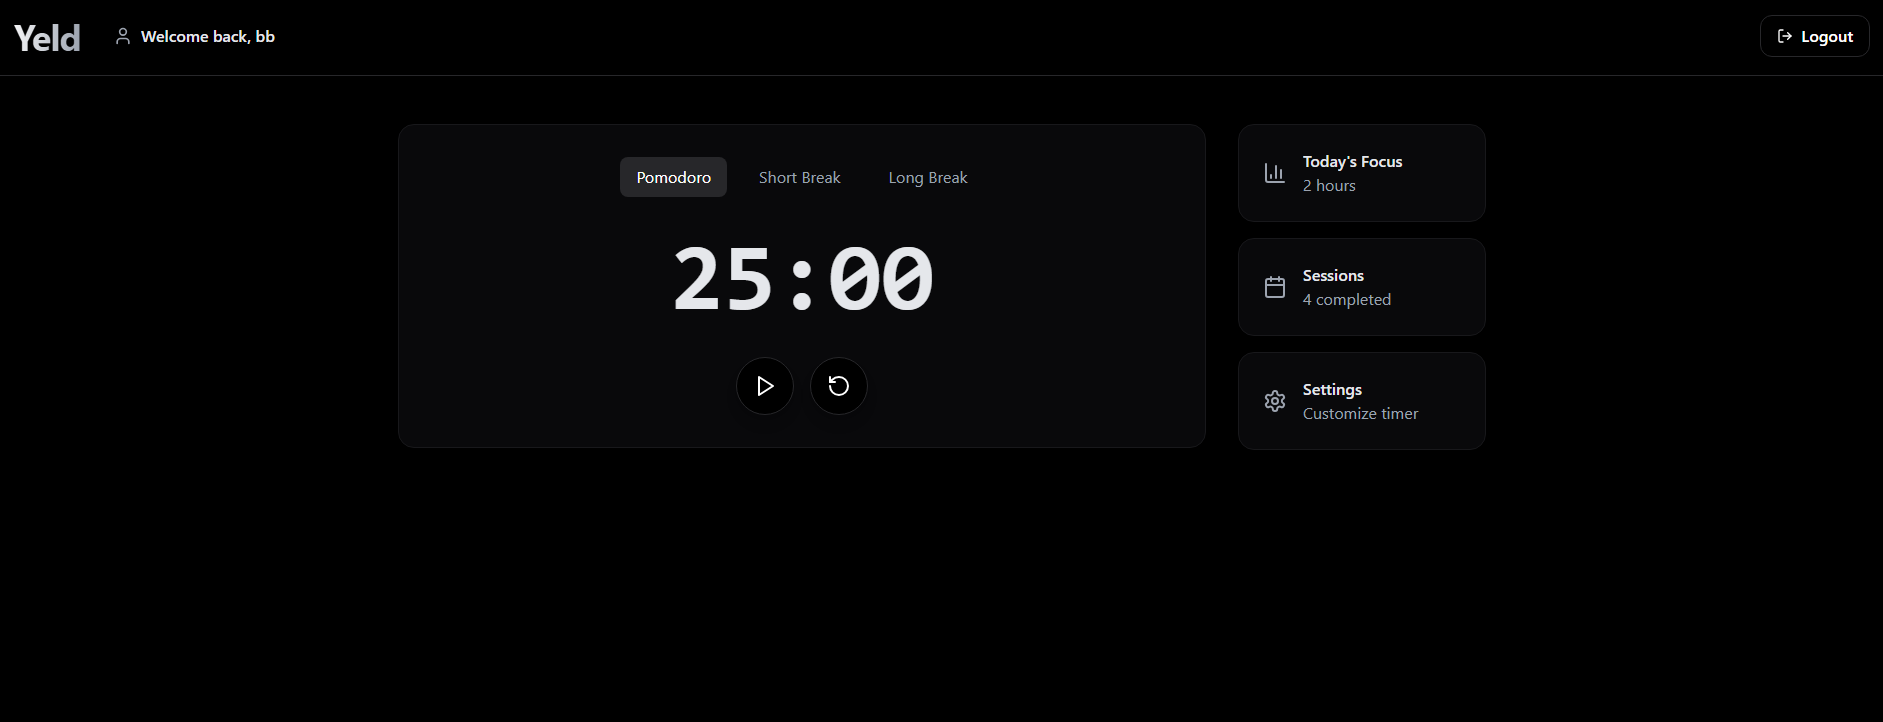 Yeld
Welcome back, bb
Logout
Pomodoro Short Break Long Break
25:00
Today's Focus
2 hours
Sessions
4 completed
Settings
Customize timer